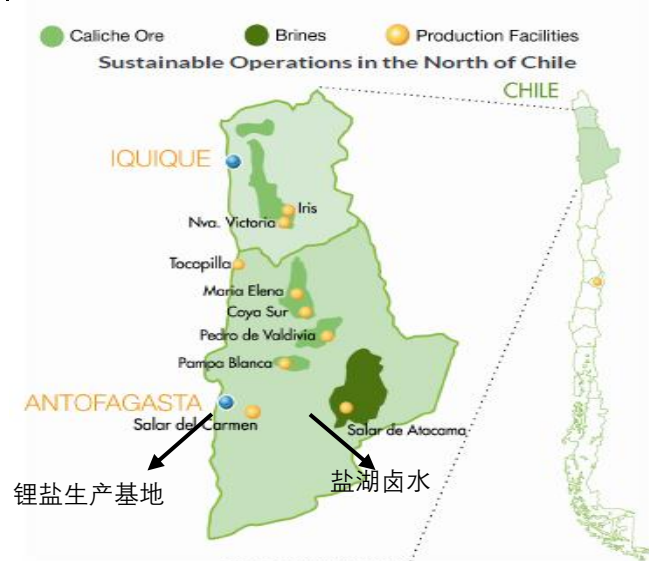 Caliche Ore
Brines
Production Facilities
Sustainable Operations in the North of Chile
CHILE
IQUIQUE
Iris
Nva. Victoria
Tocopilla
Maria Elena
Coya Sur
Pedro de Valdivia
Pampa Blanca
ANTOFAGASTA
Salar del Carmen
Salar de Atacama
锂盐生产基地
盐湖卤水